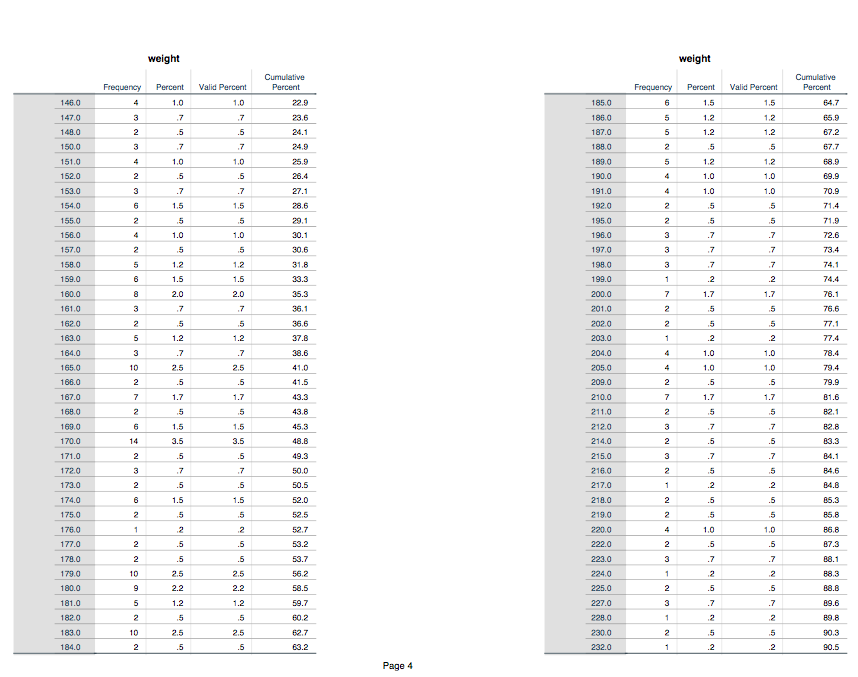 weight
Frequency Percent Valid Percent Cumulative Percent
146.0 4 1.0 1.0 22.9
147.0 3 .7 .7 23.6
148.0 2 .5 .5 24.1
150.0 3 .7 .7 24.9
151.0 4 1.0 1.0 25.9
152.0 2 .5 .5 26.4
153.0 3 .7 .7 27.1
154.0 6 1.5 1.5 28.6
155.0 2 .5 .5 29.1
156.0 4 1.0 1.0 30.1
157.0 2 .5 .5 30.6
158.0 5 1.2 1.2 31.8
159.0 6 1.5 1.5 33.3
160.0 8 2.0 2.0 35.3
161.0 3 .7 .7 36.1
162.0 2 .5 .5 36.6
163.0 5 1.2 1.2 37.8
164.0 3 .7 .7 38.6
165.0 10 2.5 2.5 41.0
166.0 2 .5 .5 41.5
167.0 7 1.7 1.7 43.3
168.0 2 .5 .5 43.8
169.0 6 1.5 1.5 45.3
170.0 14 3.5 3.5 48.8
171.0 2 .5 .5 49.3
172.0 3 .7 .7 50.0
173.0 2 .5 .5 50.5
174.0 6 1.5 1.5 52.0
175.0 2 .5 .5 52.5
176.0 1 .2 .2 52.7
177.0 2 .5 .5 53.2
178.0 2 .5 .5 53.7
179.0 10 2.5 2.5 56.2
180.0 9 2.2 2.2 58.5
181.0 5 1.2 1.2 59.7
182.0 2 .5 .5 60.2
183.0 10 2.5 2.5 62.7
184.0 2 .5 .5 63.2
weight
Frequency Percent Valid Percent Cumulative Percent
185.0 6 1.5 1.5 64.7
186.0 5 1.2 1.2 65.9
187.0 5 1.2 1.2 67.2
188.0 2 .5 .5 67.7
189.0 5 1.2 1.2 68.9
190.0 4 1.0 1.0 69.9
191.0 4 1.0 1.0 70.9
192.0 2 .5 .5 71.4
195.0 2 .5 .5 71.9
196.0 3 .7 .7 72.6
197.0 3 .7 .7 73.4
198.0 3 .7 .7 74.1
199.0 1 .2 .2 74.4
200.0 7 1.7 1.7 76.1
201.0 2 .5 .5 76.6
202.0 2 .5 .5 77.1
203.0 1 .2 .2 77.4
204.0 4 1.0 1.0 78.4
205.0 4 1.0 1.0 79.4
209.0 2 .5 .5 79.9
210.0 7 1.7 1.7 81.6
211.0 2 .5 .5 82.1
212.0 3 .7 .7 82.8
214.0 2 .5 .5 83.3
215.0 3 .7 .7 84.1
216.0 2 .5 .5 84.6
217.0 1 .2 .2 84.8
218.0 2 .5 .5 85.3
219.0 2 .5 .5 85.8
220.0 4 1.0 1.0 86.8
222.0 2 .5 .5 87.3
223.0 3 .7 .7 88.1
224.0 1 .2 .2 88.3
225.0 2 .5 .5 88.8
227.0 3 .7 .7 89.6
228.0 1 .2 .2 89.8
230.0 2 .5 .5 90.3
232.0 1 .2 .2 90.5
Page 4